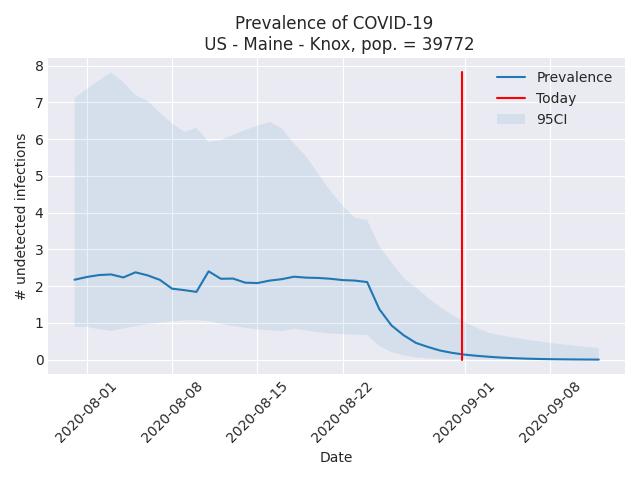 Prevalence of COVID-19
US - Maine - Knox, pop. = 39772
Prevalence
Today
95CI
# undetected infections
8
7
6
5
4
3
2
1
0
2020-08-01
2020-08-08
2020-08-15
2020-08-22
2020-09-01
2020-09-08
Date